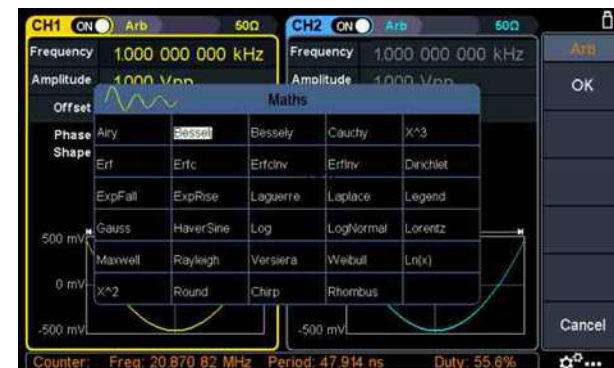 CH1 ON Arb 50Ω CH2 ON Arb 50Ω
Frequency 1.000 000 000 kHz Frequency 1.000 000 000 kHz Arb
Amplitude 1.000 Vpp Amplitude 1.000 Vpp OK
Offset Maths
Phase Airy Bessel Bessely Cauchy X^3
Shape
Erf Erfc ErfcInv ErfInv Dirichlet
ExpFall ExpRise Laguerre Laplace Legend
Gauss HaverSine Log LogNormal Lorentz
500 mV
Maxwell Rayleigh Versiera Weibull Ln(x)
0 mV
X^2 Round Chirp Rhombus
-500 mV -500 mV Cancel
Counter: Freq: 20.870 82 MHz Period: 47.914 ns Duty: 55.6%